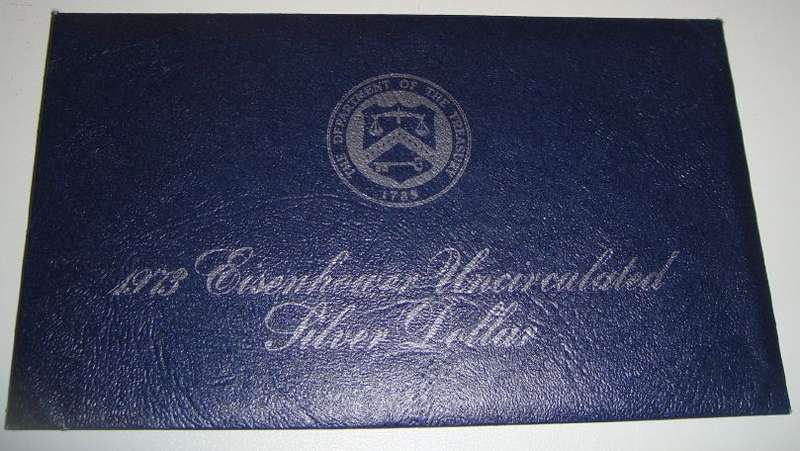 THE DEPARTMENT OF THE TREASURY
1789
1973 Eisenhower Uncirculated
Silver Dollar